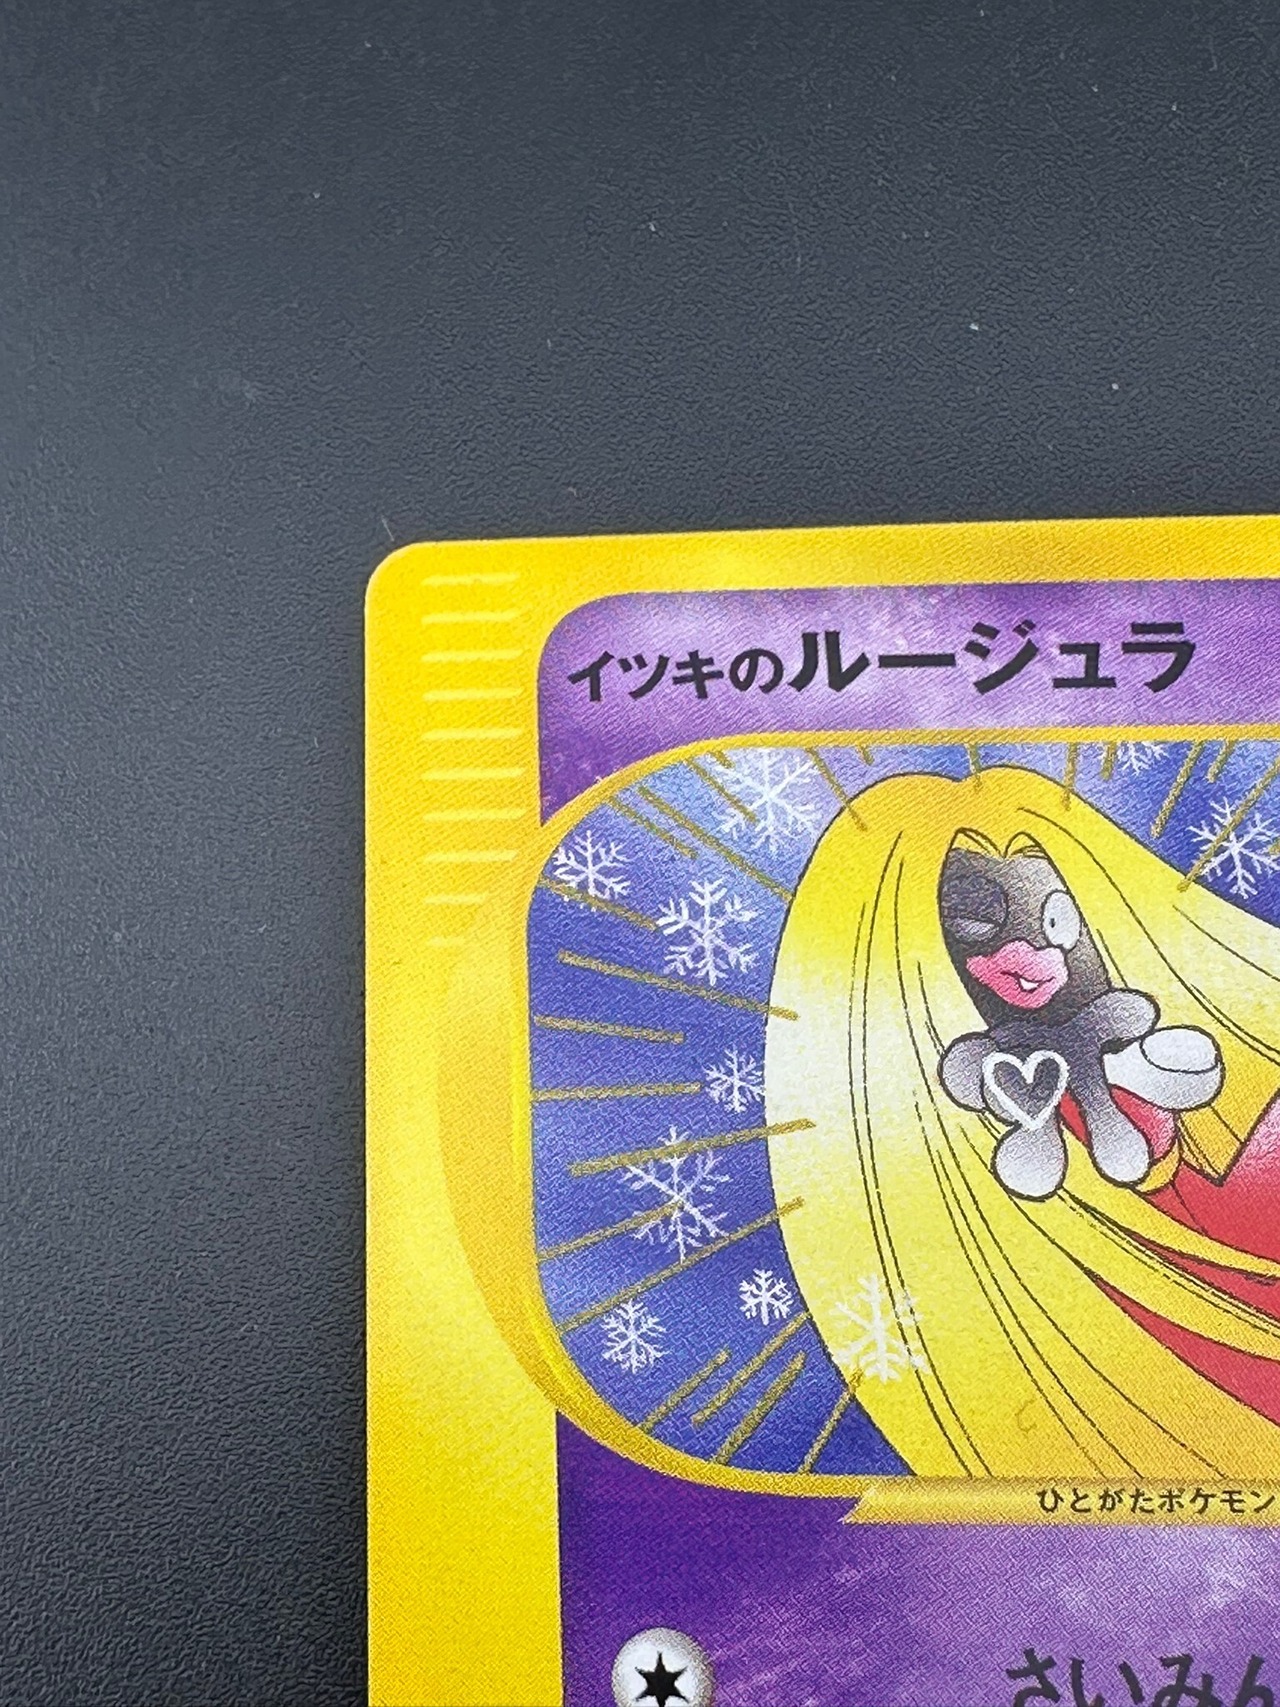 イツキのルージュラ
ひとがたポケモン
さいみん